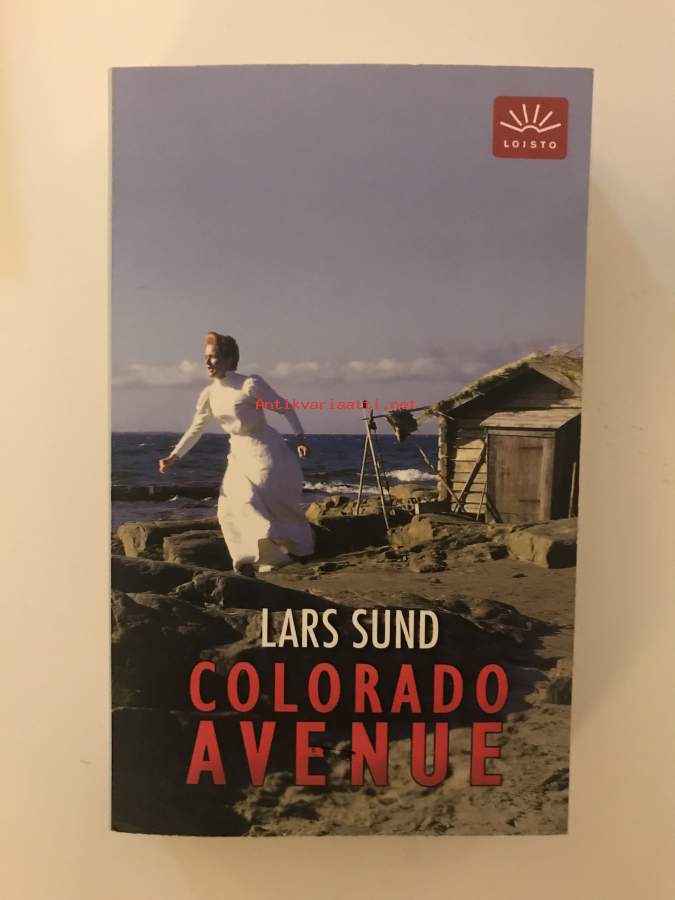 LOISTO
Antikvariaatti.net
LARS SUND
COLORADO
AVENUE